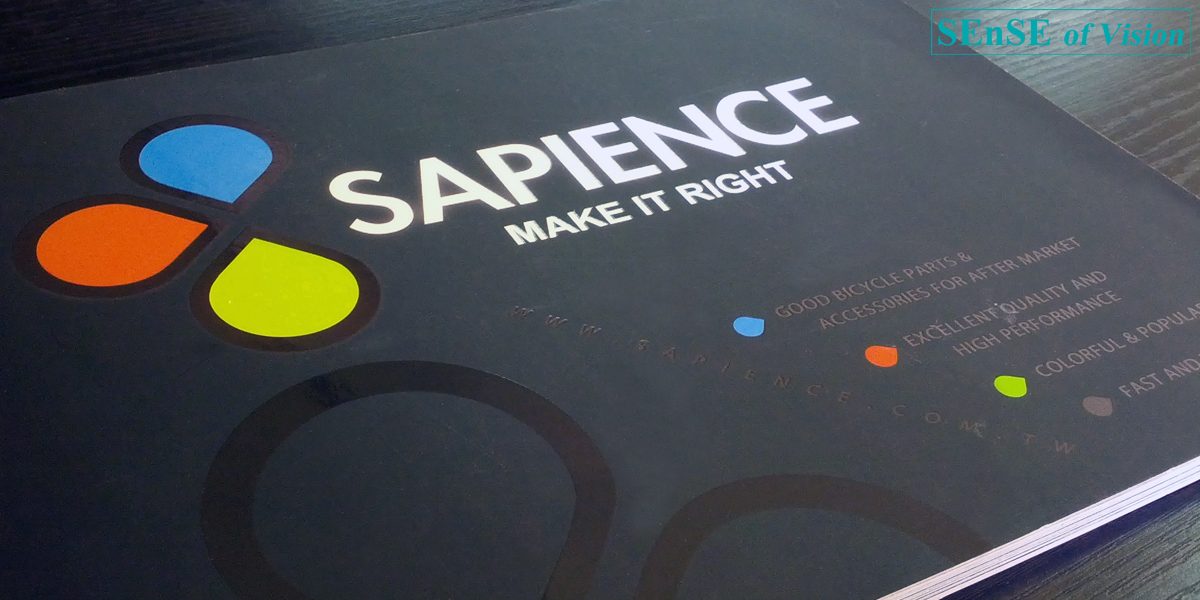 SEnSE of Vision
SAPIENCE
MAKE IT RIGHT
GOOD BICYCLE PARTS &
ACCESSORIES FOR AFTER MARKET
EXCELLENT QUALITY AND
HIGH PERFORMANCE
COLORFUL & POPULA
FAST AND
WWW.SAPIENCE.COM.TW